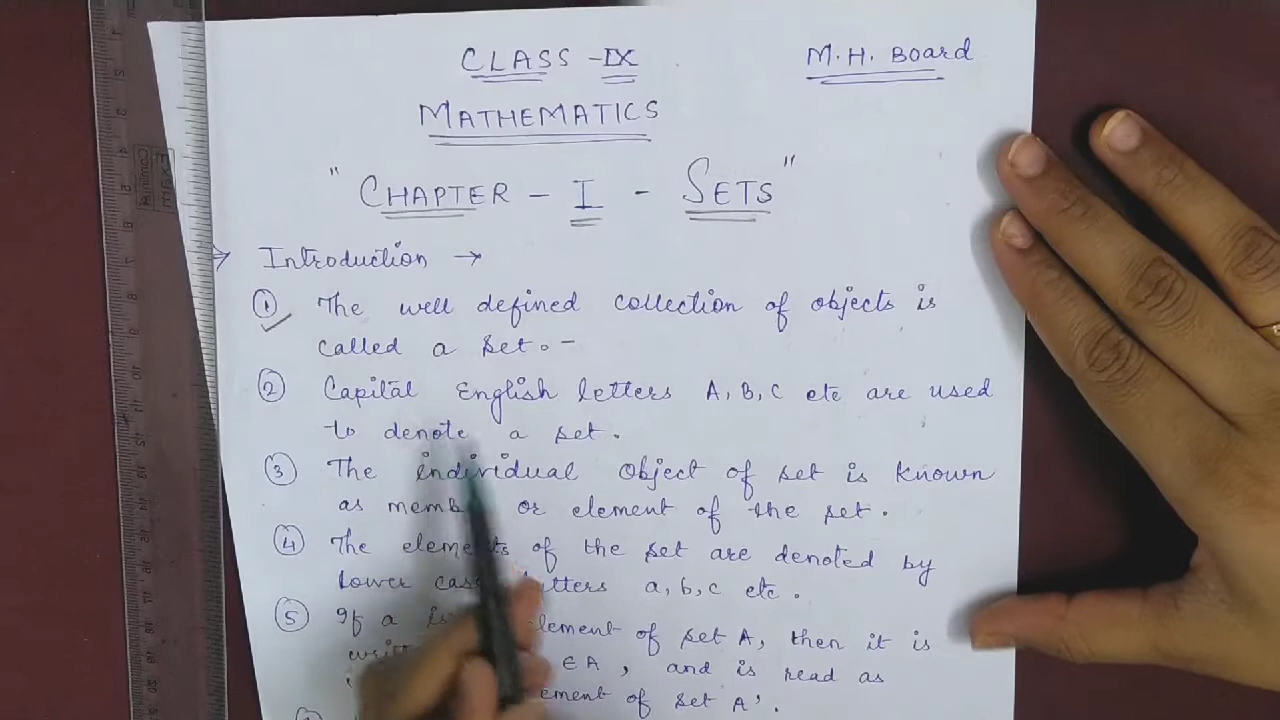 CLASS - IX
M.H. Board
MATHEMATICS
" CHAPTER - I - SETS "
Introduction →
① The well defined collection of objects is
called a set. -
② Capital English letters A, B, C etc are used
to denote a set.
③ The individual object of set is known
as memb or element of the set.
④ The elements of the set are denoted by
lower case letters a, b, c etc.
⑤ If a is element of set A, then it is
∈ A, and is read as
element of set A'.